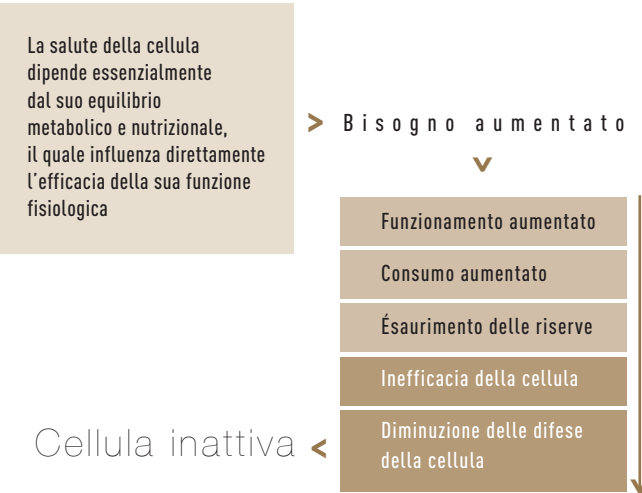 La salute della cellula
dipende essenzialmente
dal suo equilibrio
metabolico e nutrizionale,
il quale influenza direttamente
l'efficacia della sua funzione
fisiologica
> Bisogno aumentato
Funzionamento aumentato
Consumo aumentato
Ésaurimento delle riserve
Inefficacia della cellula
Diminuzione delle difese
della cellula
Cellula inattiva <